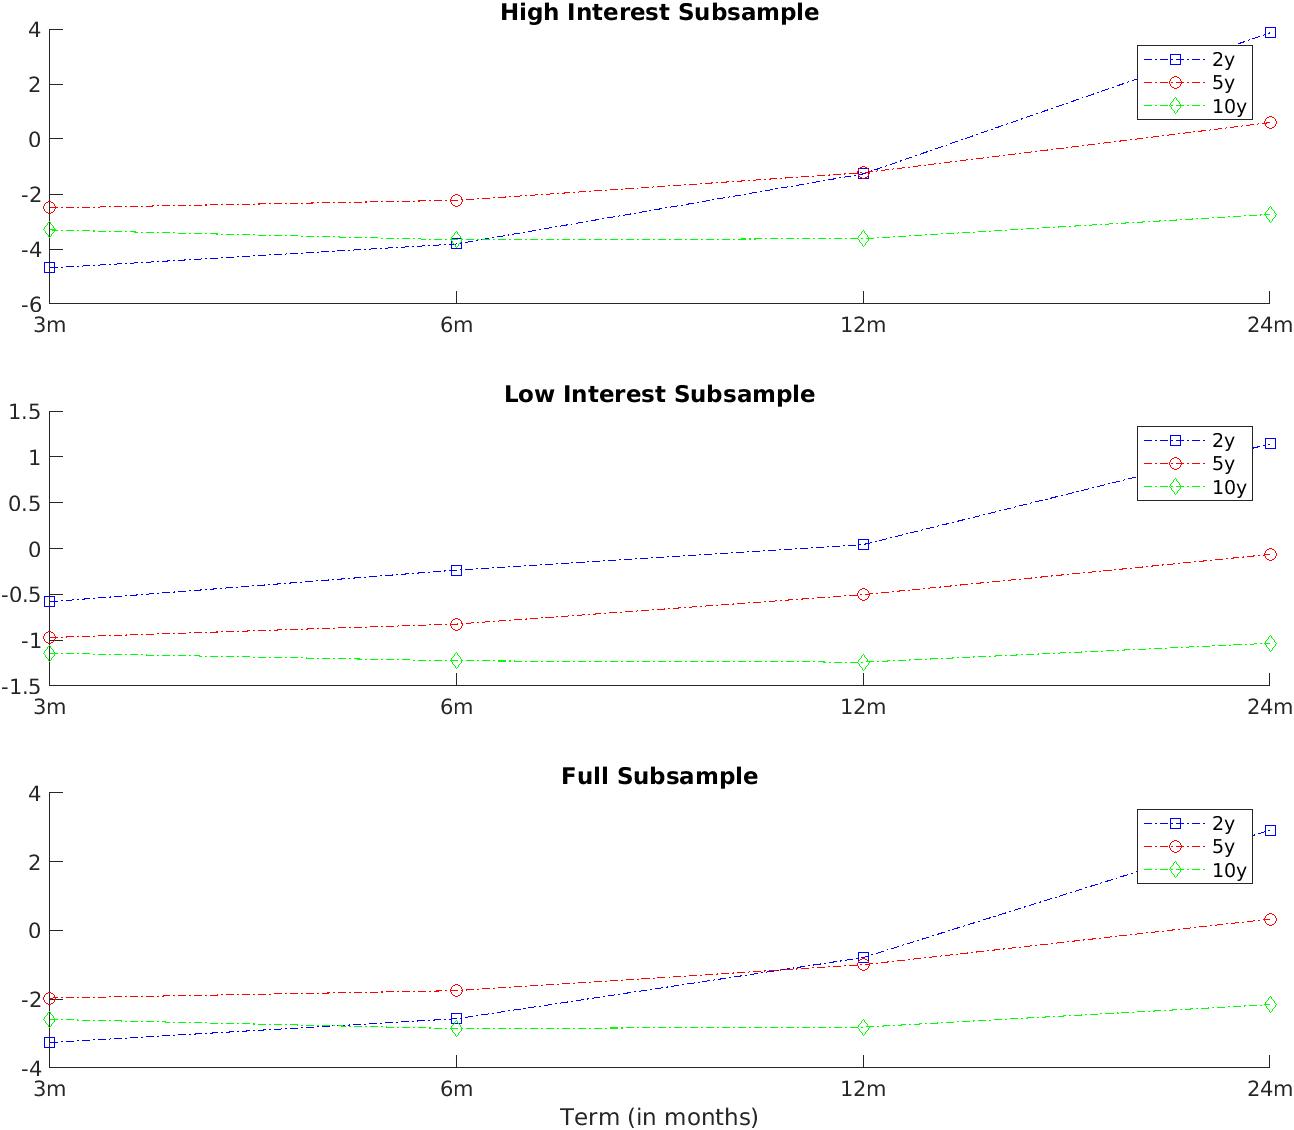 High Interest Subsample
4
2
0
-2
-4
-6
3m 6m 12m 24m
2y
5y
10y
Low Interest Subsample
1.5
1
0.5
0
-0.5
-1
-1.5
3m 6m 12m 24m
2y
5y
10y
Full Subsample
4
2
0
-2
-4
3m 6m 12m 24m
2y
5y
10y
Term (in months)